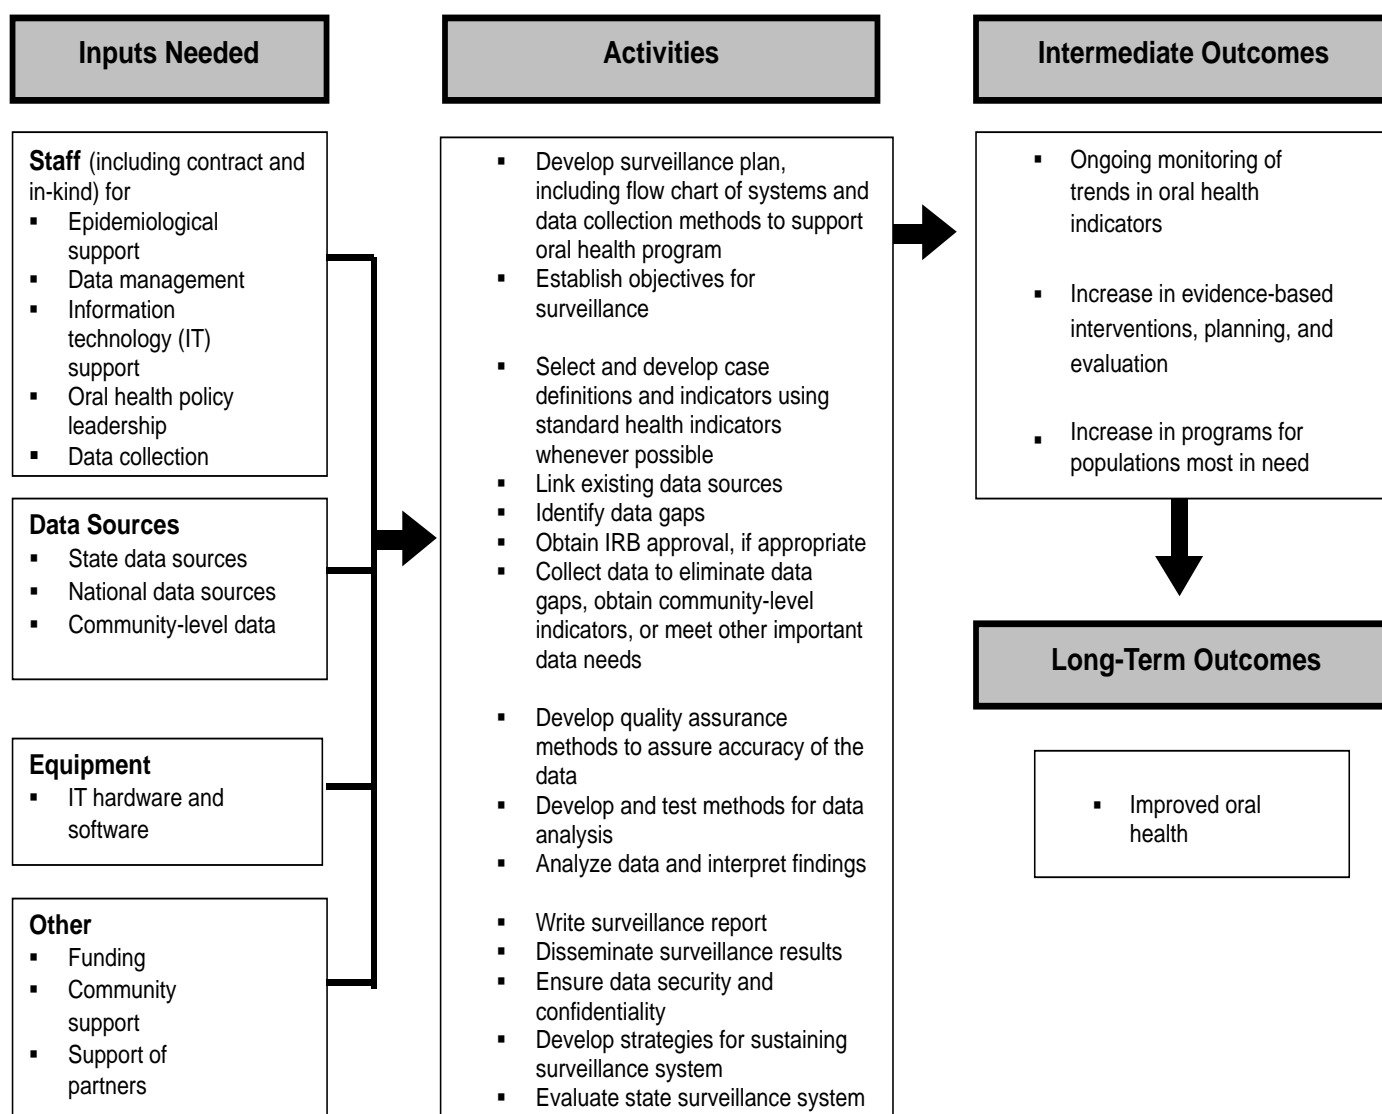 Inputs Needed
Staff (including contract and
in-kind) for
▪ Epidemiological
support
▪ Data management
▪ Information
technology (IT)
support
▪ Oral health policy
leadership
▪ Data collection
Data Sources
▪ State data sources
▪ National data sources
▪ Community-level data
Equipment
▪ IT hardware and
software
Other
▪ Funding
▪ Community
support
▪ Support of
partners
Activities
▪ Develop surveillance plan,
including flow chart of systems and
data collection methods to support
oral health program
▪ Establish objectives for
surveillance
▪ Select and develop case
definitions and indicators using
standard health indicators
whenever possible
▪ Link existing data sources
▪ Identify data gaps
▪ Obtain IRB approval, if appropriate
▪ Collect data to eliminate data
gaps, obtain community-level
indicators, or meet other important
data needs
▪ Develop quality assurance
methods to assure accuracy of the
data
▪ Develop and test methods for data
analysis
▪ Analyze data and interpret findings
▪ Write surveillance report
▪ Disseminate surveillance results
▪ Ensure data security and
confidentiality
▪ Develop strategies for sustaining
surveillance system
▪ Evaluate state surveillance system
Intermediate Outcomes
▪ Ongoing monitoring of
trends in oral health
indicators
▪ Increase in evidence-based
interventions, planning, and
evaluation
▪ Increase in programs for
populations most in need
Long-Term Outcomes
▪ Improved oral
health